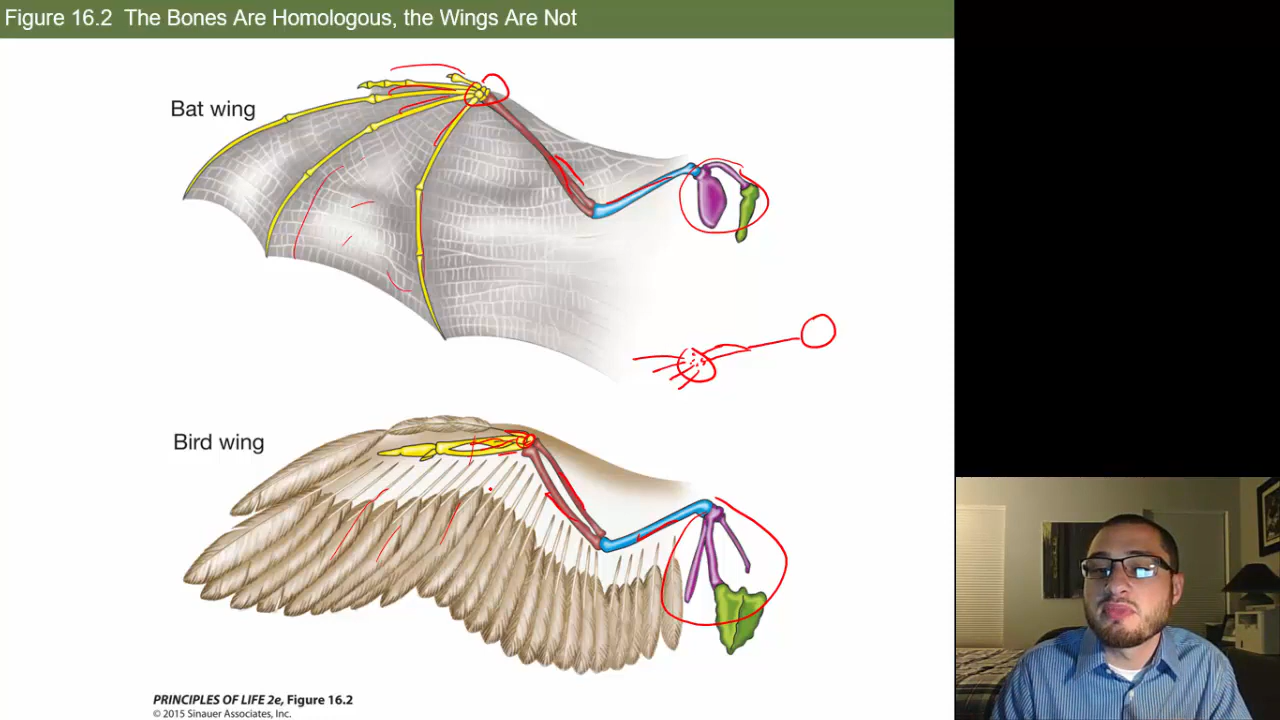 Figure 16.2 The Bones Are Homologous, the Wings Are Not
Bat wing
Bird wing
PRINCIPLES OF LIFE 2e, Figure 16.2
© 2015 Sinauer Associates, Inc.